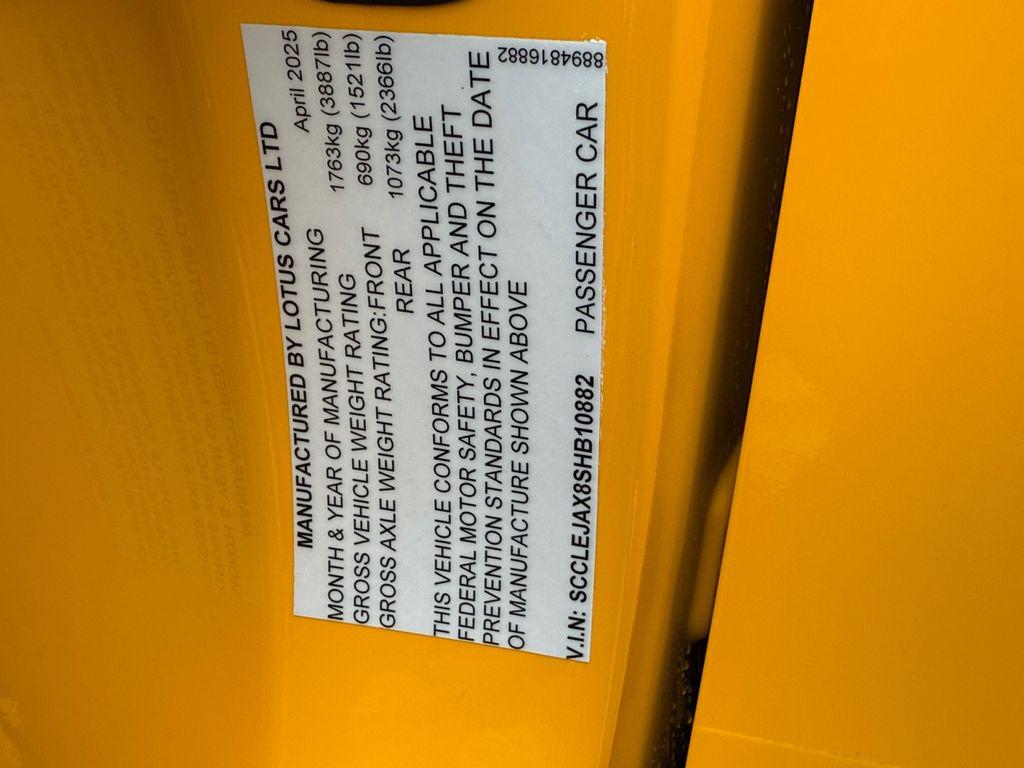 MANUFACTURED BY LOTUS CARS LTD
MONTH & YEAR OF MANUFACTURING April 2025
GROSS VEHICLE WEIGHT RATING 1763kg (3887lb)
GROSS AXLE WEIGHT RATING:FRONT 690kg (1521lb)
REAR 1073kg (2366lb)
THIS VEHICLE CONFORMS TO ALL APPLICABLE
FEDERAL MOTOR SAFETY, BUMPER AND THEFT
PREVENTION STANDARDS IN EFFECT ON THE DATE
OF MANUFACTURE SHOWN ABOVE
V.I.N: SCCLEJAX8SHB10882 PASSENGER CAR
8894816882